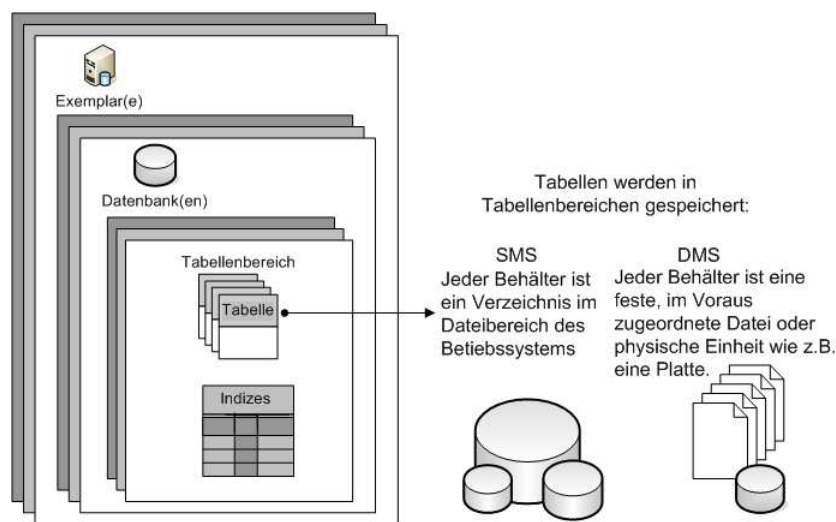 Exemplar(e)
Datenbank(en)
Tabellenbereich
Tabelle
Indizes
Tabellen werden in
Tabellenbereichen gespeichert:
SMS
Jeder Behälter ist
ein Verzeichnis im
Dateibereich des
Betiebssystems
DMS
Jeder Behälter ist eine
feste, im Voraus
zugeordnete Datei oder
physische Einheit wie z.B.
eine Platte.